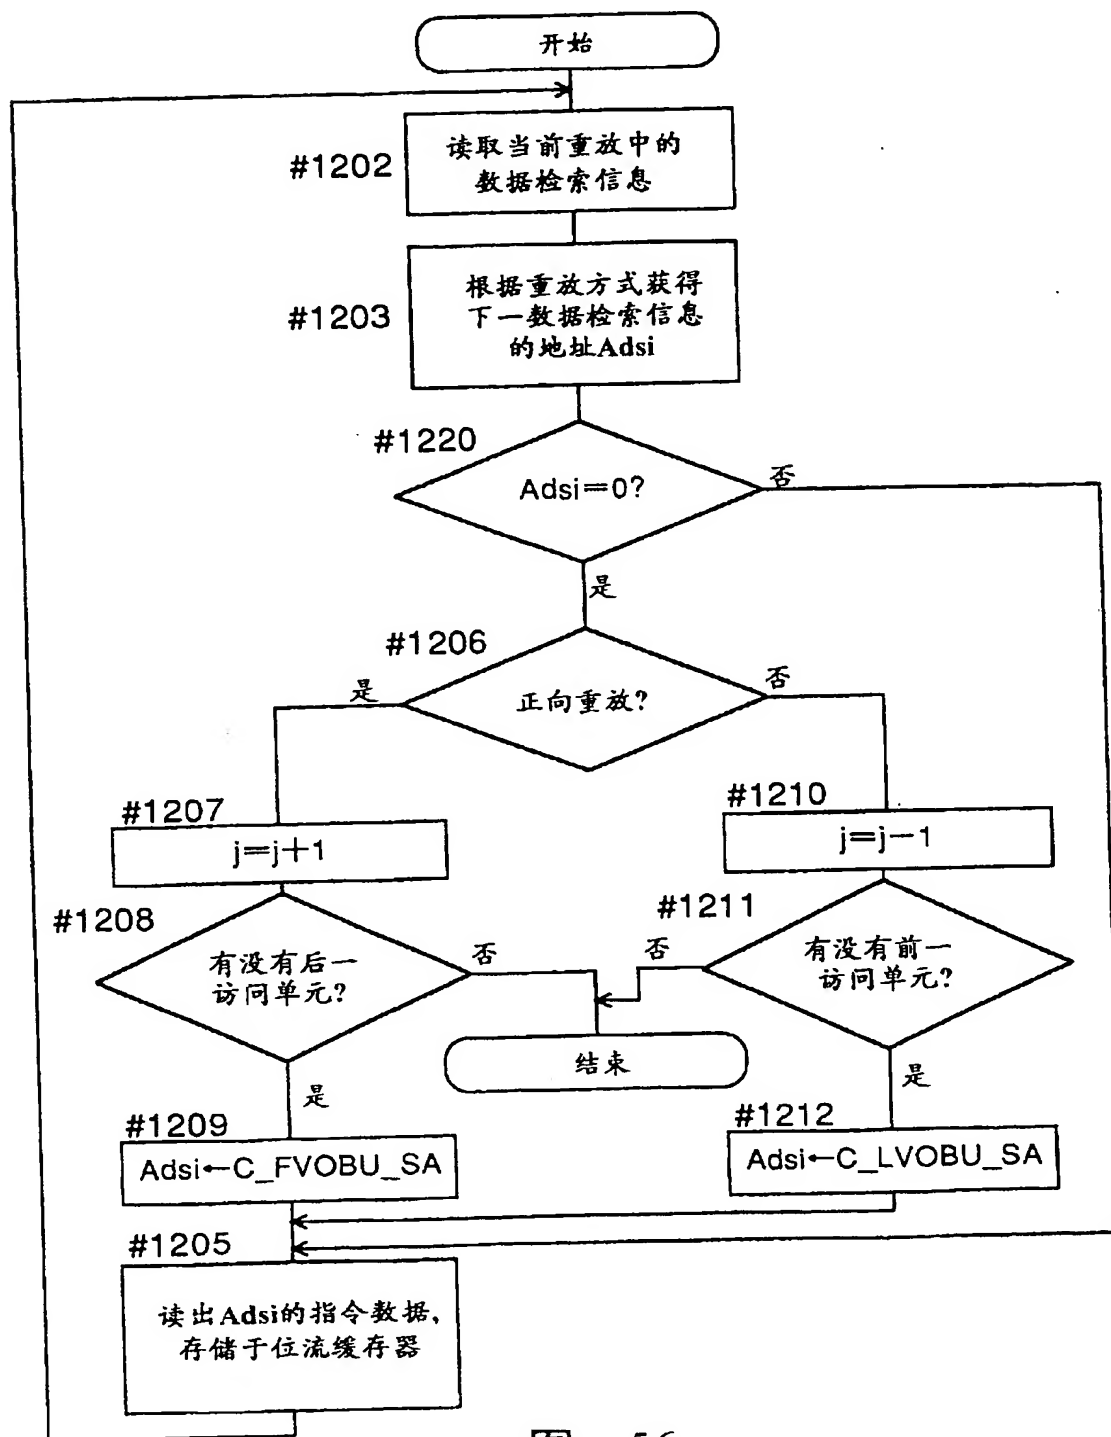 开始
#1202
读取当前重放中的
数据检索信息
#1203
根据重放方式获得
下一数据检索信息
的地址Adsi
#1220
Adsi=0?
否
是
#1206
正向重放?
是
否
#1207
j=j+1
#1210
j=j-1
#1208
有没有后一
访问单元?
否
#1211
有没有前一
访问单元?
否
结束
是
是
#1209
Adsi←C_FVOBU_SA
#1212
Adsi←C_LVOBU_SA
#1205
读出Adsi的指令数据,
存储于位流缓存器